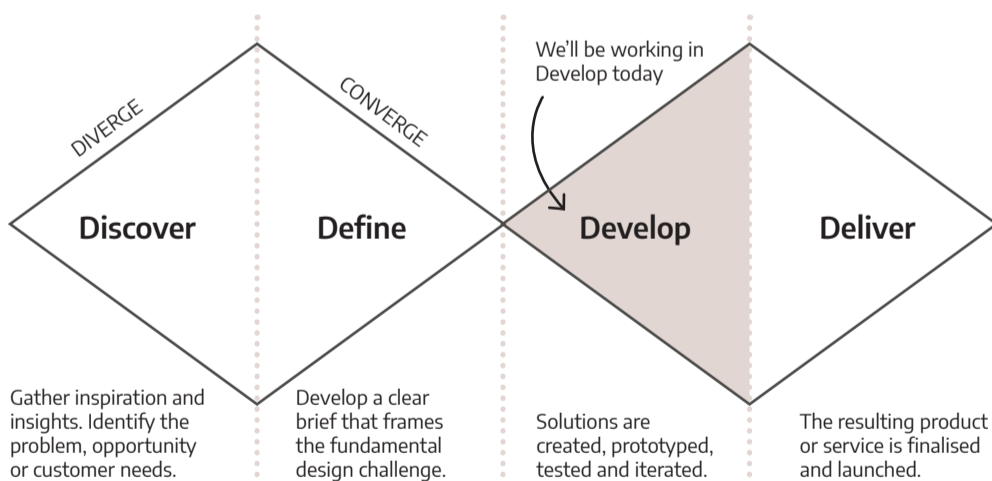 We'll be working in
Develop today
DIVERGE
CONVERGE
Discover
Define
Develop
Deliver
Gather inspiration and
insights. Identify the
problem, opportunity
or customer needs.
Develop a clear
brief that frames
the fundamental
design challenge.
Solutions are
created, prototyped,
tested and iterated.
The resulting product
or service is finalised
and launched.